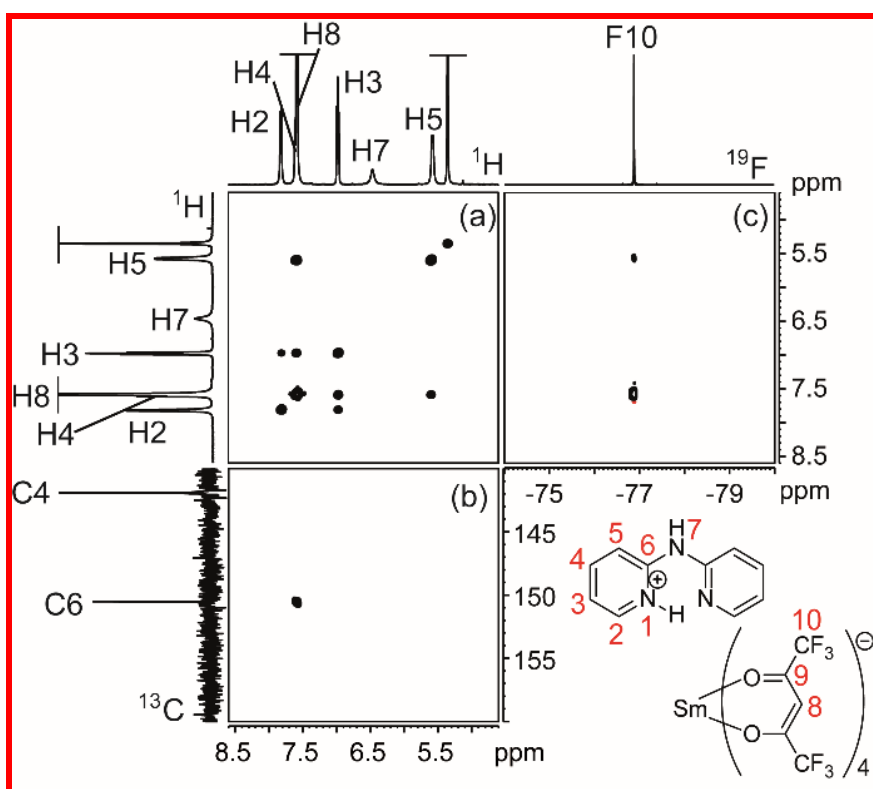 H8
F10
H4
H3
H2
H7
H5
¹H
¹⁹F
ppm
¹H
(a)
(c)
5.5
H5
H7
6.5
H3
7.5
H8
H4
H2
8.5
C4
(b)
-75
-77
-79
ppm
145
H
N
7
6
5
4
C6
150
⊕
3
N
H
N
2
1
10
CF₃
⊖
155
O
9
Sm
8
O
¹³C
CF₃
4
8.5
7.5
6.5
5.5
ppm